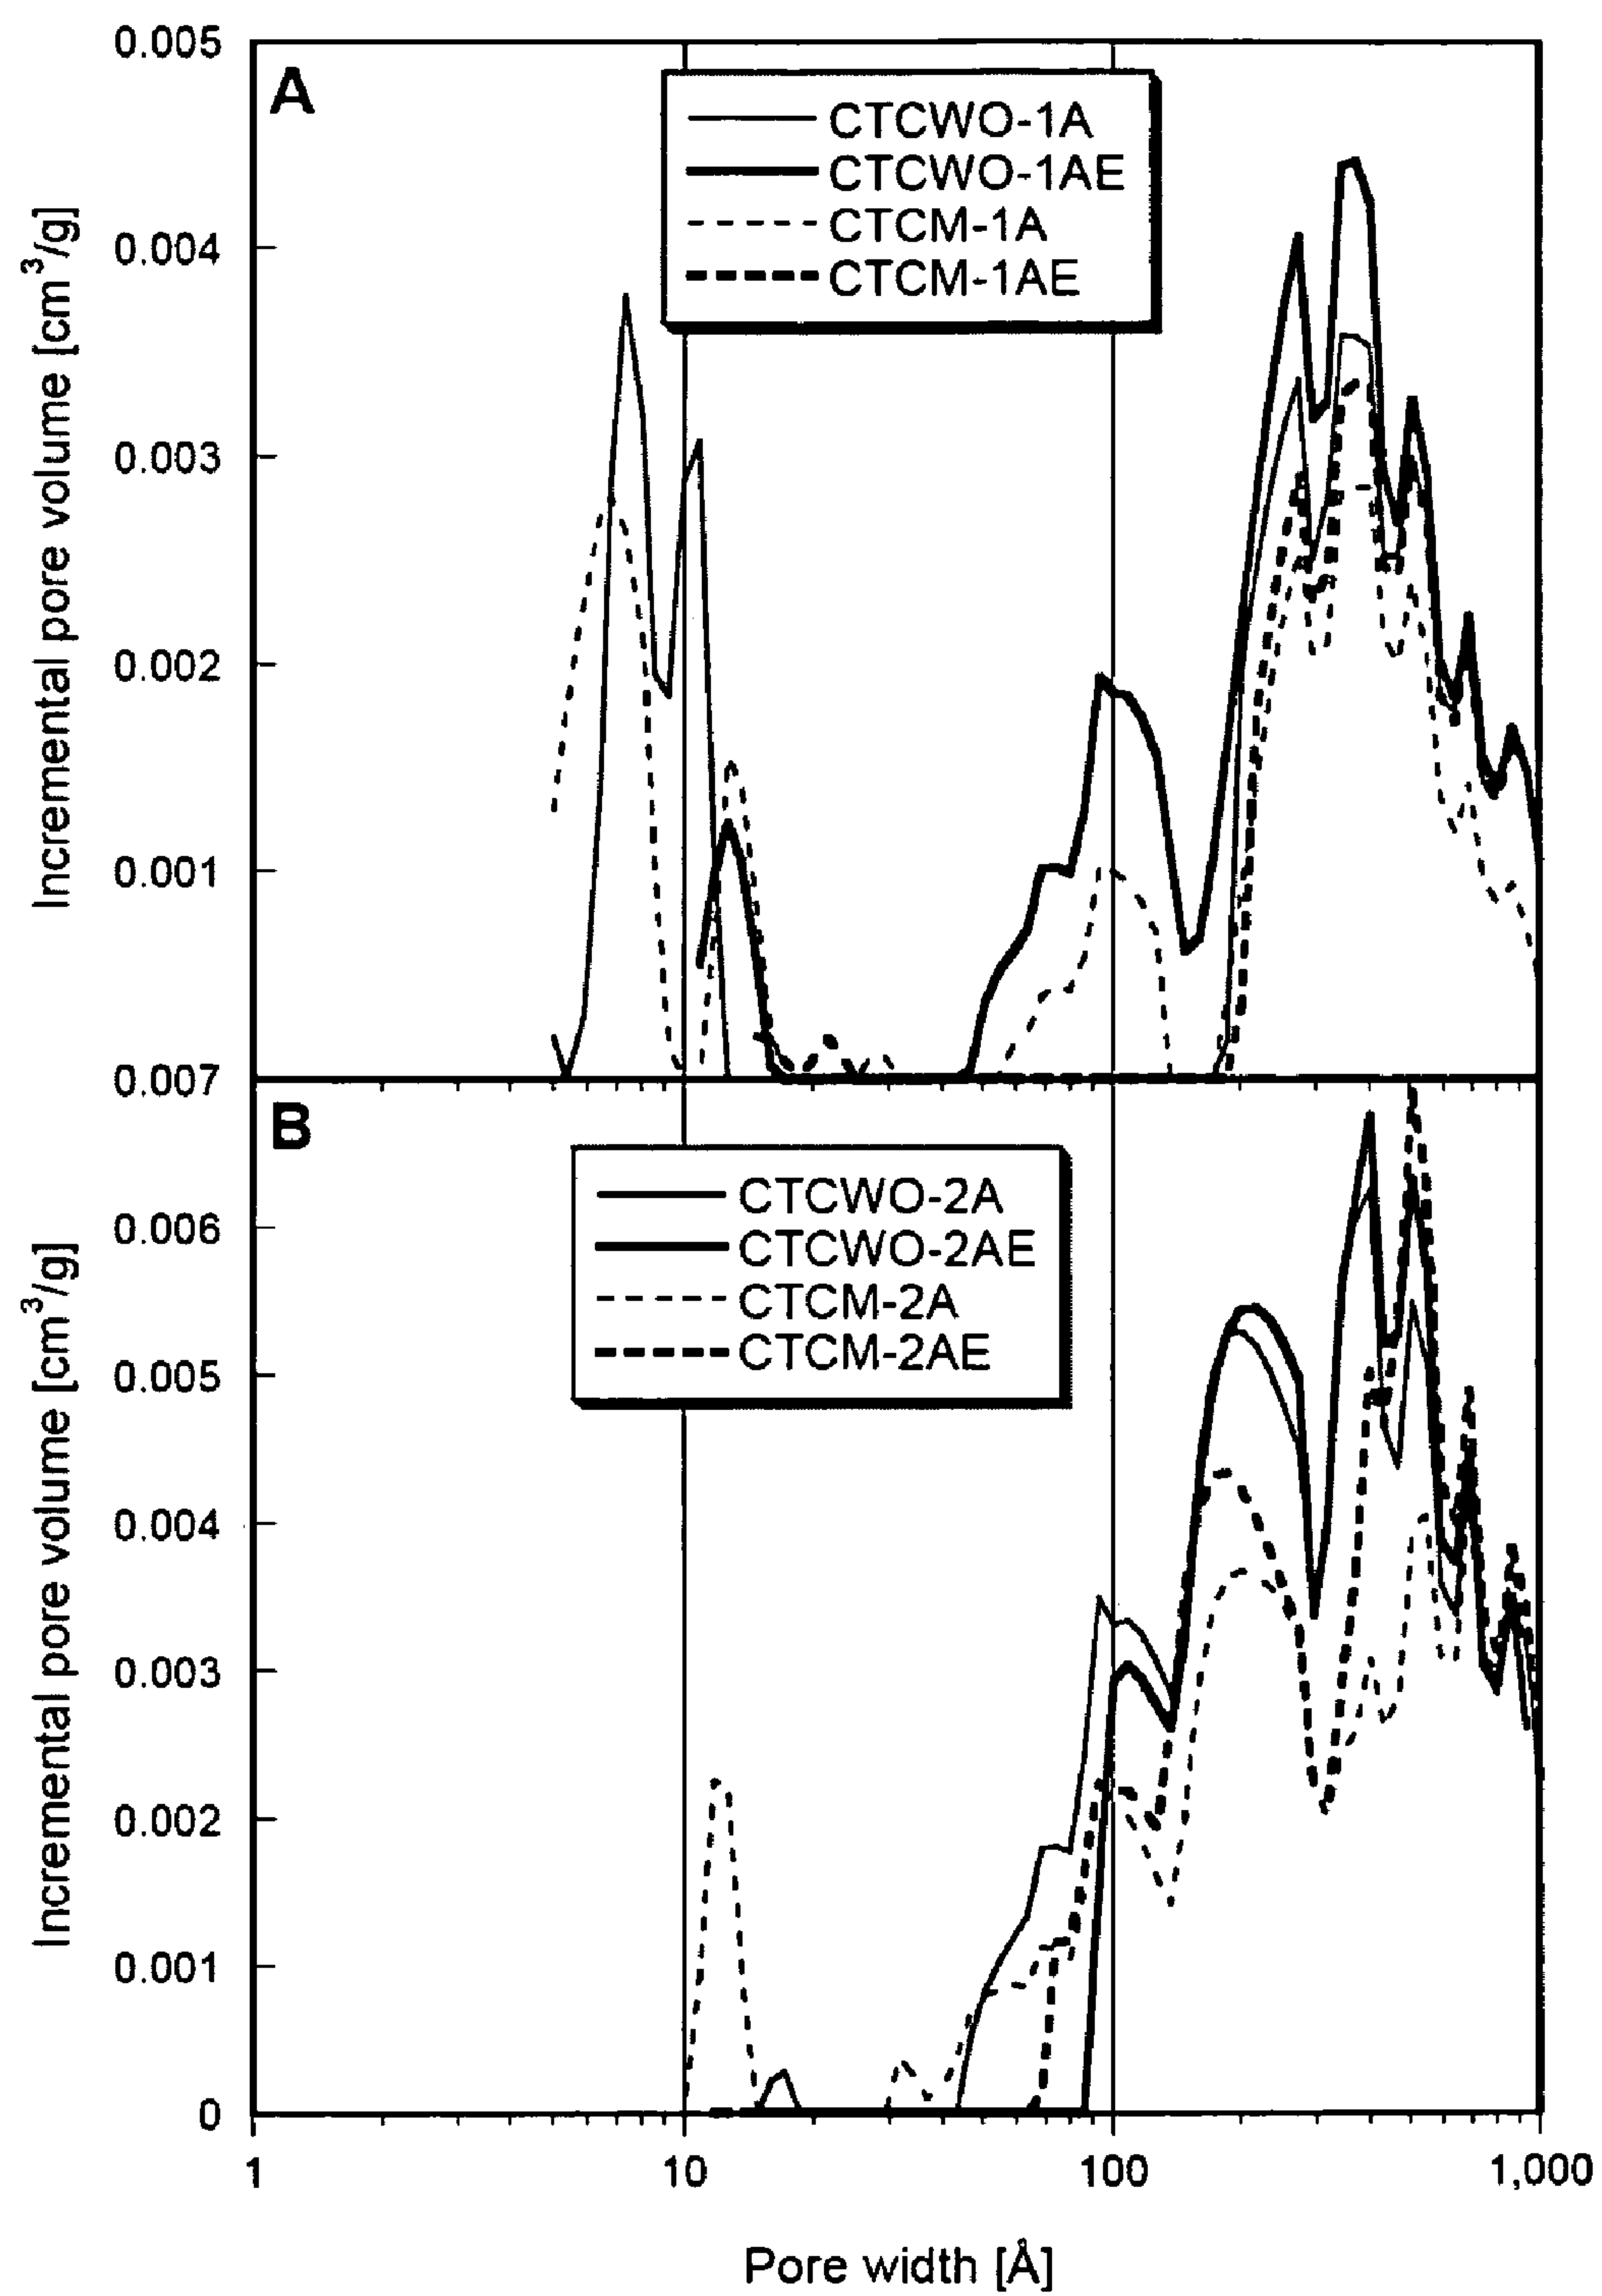 0.005
A
CTCWO-1A
CTCWO-1AE
CTCM-1A
CTCM-1AE
0.004
0.003
0.002
0.001
Incremental pore volume [cm³/g]
0.007
B
CTCWO-2A
CTCWO-2AE
CTCM-2A
CTCM-2AE
0.006
0.005
0.004
0.003
0.002
0.001
0
Incremental pore volume [cm³/g]
1 10 100 1,000
Pore width [Å]